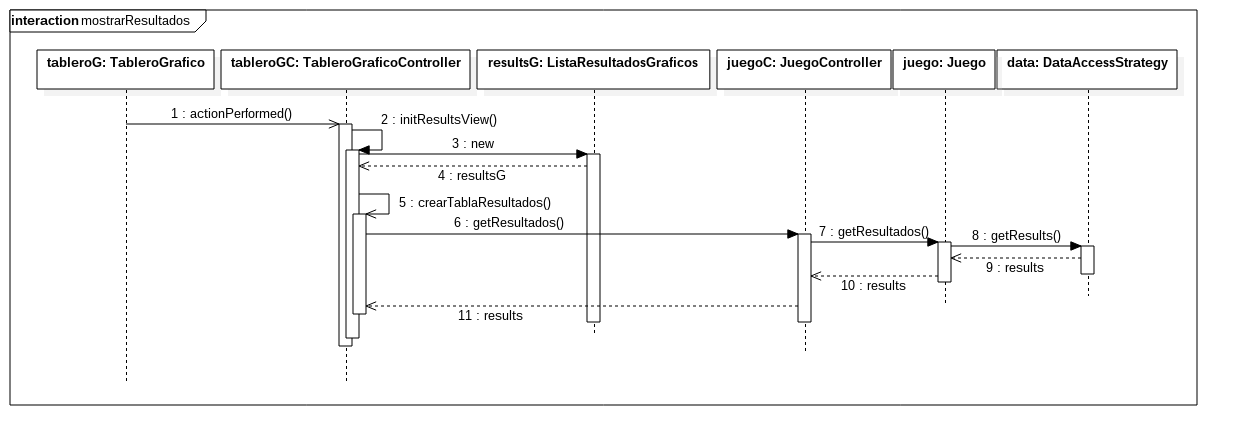 interaction mostrarResultados
tableroG: TableroGrafico
tableroGC: TableroGraficoController
resultsG: ListaResultadosGraficos
juegoC: JuegoController
juego: Juego
data: DataAccessStrategy
1 : actionPerformed()
2 : initResultsView()
3 : new
4 : resultsG
5 : crearTablaResultados()
6 : getResultados()
7 : getResultados()
8 : getResults()
9 : results
10 : results
11 : results